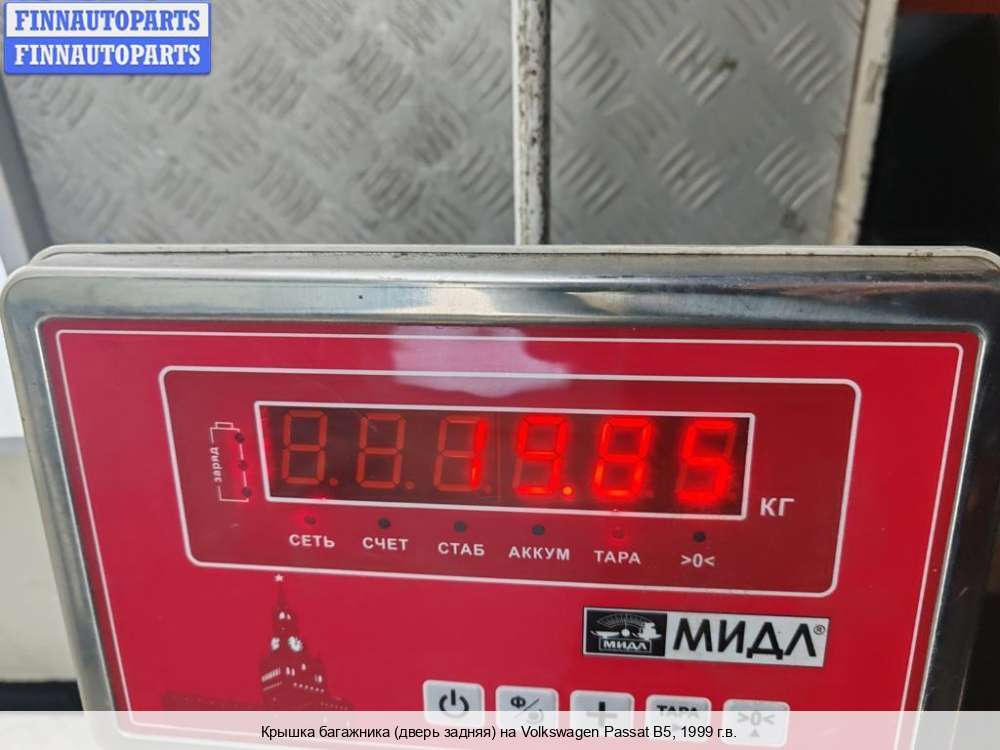 FINNAUTOPARTS
FINNAUTOPARTS
заряд
19.85
КГ
СЕТЬ СЧЕТ СТАБ АККУМ ТАРА >0<
МИДЛ МИДЛ®
Ф/ + ТАРА >0<
Крышка багажника (дверь задняя) на Volkswagen Passat B5, 1999 г.в.